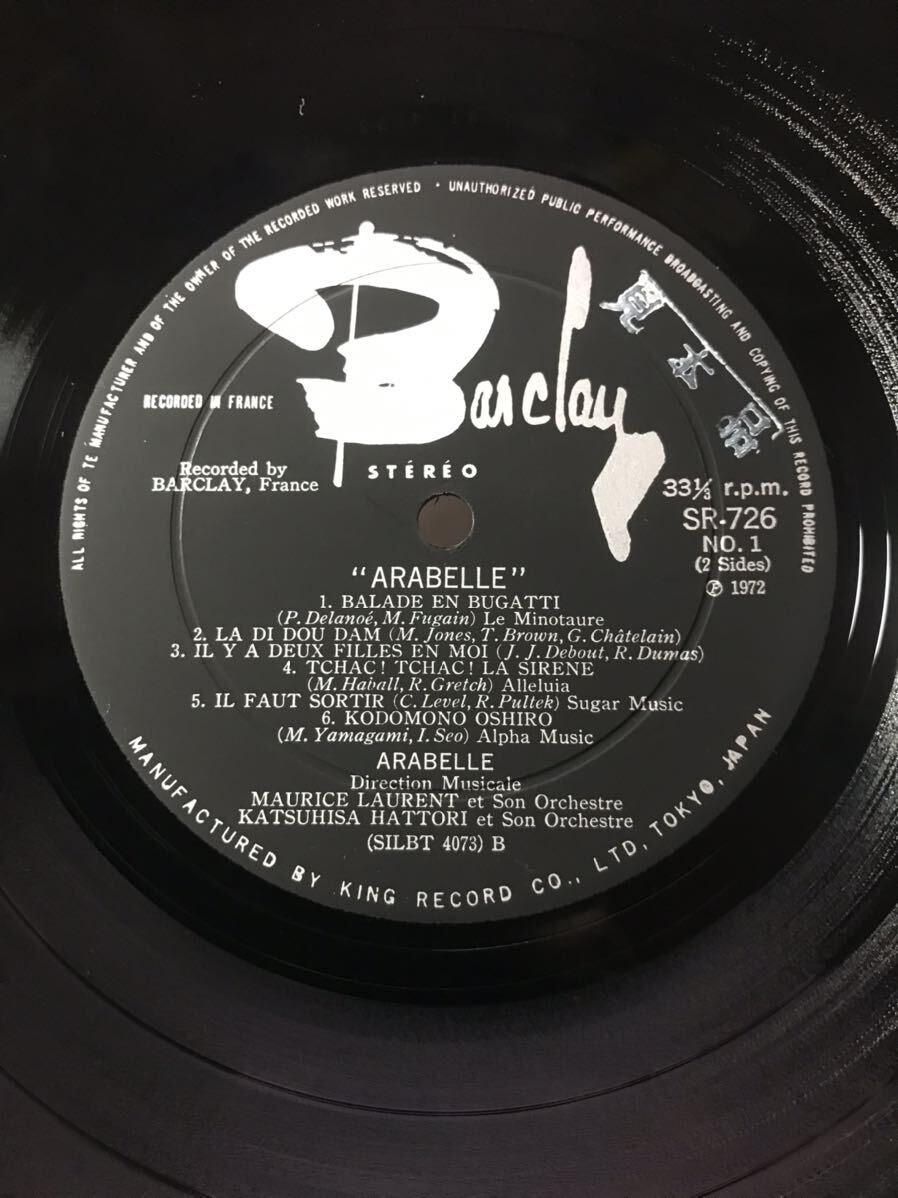 ALL RIGHTS OF TE MANUFACTURER AND OF THE OWNER OF THE RECORDED WORK RESERVED · UNAUTHORIZED PUBLIC PERFORMANCE BROADCASTING AND COPYING OF THIS RECORD PROHIBITED
Barclay
見本品
RECORDED IN FRANCE
STÉRÉO
Recorded by
BARCLAY, France
33⅓ r.p.m.
SR-726
NO. 1
(2 Sides)
Ⓟ 1972
"ARABELLE"
1. BALADE EN BUGATTI
(P. Delanoé, M. Fugain) Le Minotaure
2. LA DI DOU DAM (M. Jones, T. Brown, G. Châtelain)
3. IL Y A DEUX FILLES EN MOI (J. J. Debout, R. Dumas)
4. TCHAC! TCHAC! LA SIRENE
(M. Haball, R. Gretch) Alleluia
5. IL FAUT SORTIR (C. Level, R. Pultek) Sugar Music
6. KODOMONO OSHIRO
(M. Yamagami, I. Seo) Alpha Music
ARABELLE
Direction Musicale
MAURICE LAURENT et Son Orchestre
KATSUHISA HATTORI et Son Orchestre
(SILBT 4073) B
MANUFACTURED BY KING RECORD CO., LTD, TOKYO, JAPAN